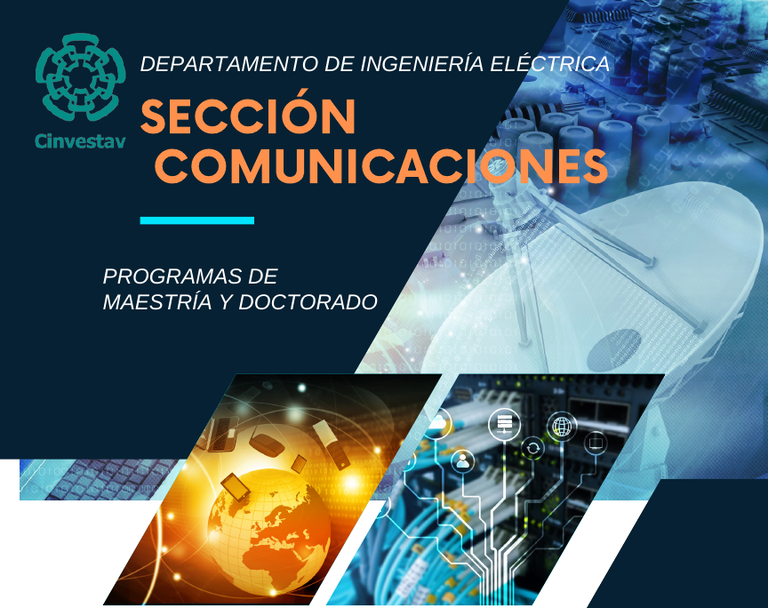 Cinvestav
DEPARTAMENTO DE INGENIERÍA ELÉCTRICA
SECCIÓN
COMUNICACIONES
PROGRAMAS DE
MAESTRÍA Y DOCTORADO